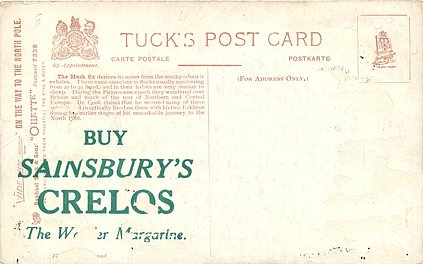 TUCK'S POST CARD
CARTE POSTALE
POSTKARTE
By Appointment.
(FOR ADDRESS ONLY.)
The Musk Ox derives its name from the musky odour it
exhales. These oxen associate in flocks usually numbering
from 20 to 30 head, and in their habits are very similar to
sheep. During the Pleistocene epoch they wandered over
Britain and much of the rest of Northern and Central
Europe. Dr. Cook claims that he secured many of these
practically lived on them his two Eskimos
during the earlier stages of his remarkable journey to the
North Pole.
ON THE WAY TO THE NORTH POLE.
"OILETTE"
Postcard 7339
BUY
SAINSBURY'S
CRELOS
The Wo er Margarine.